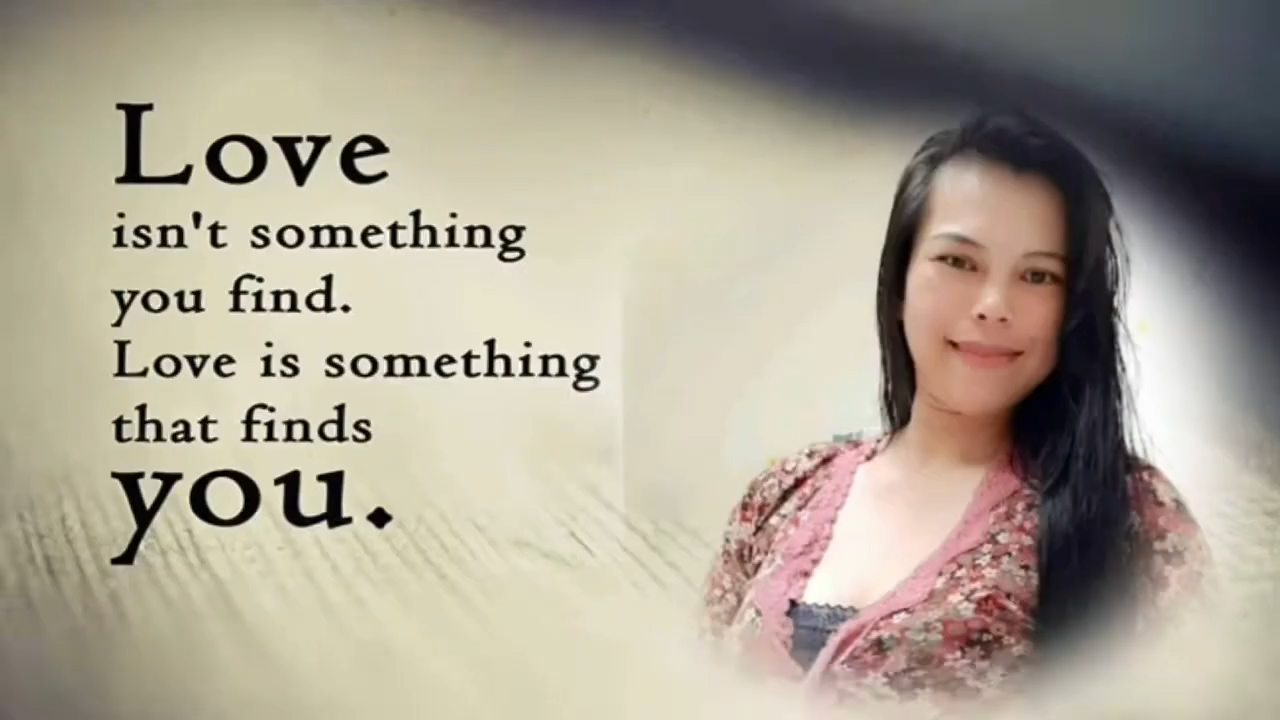 Love
isn't something
you find.
Love is something
that finds
you.